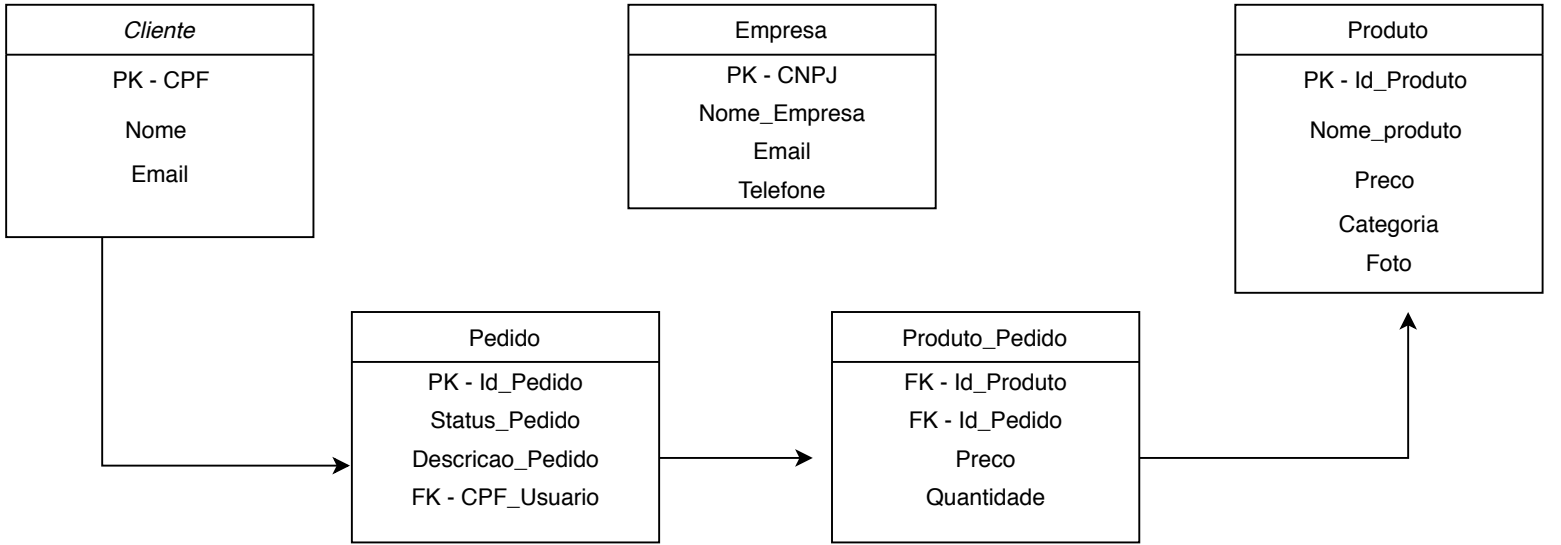 Cliente
PK - CPF
Nome
Email
Empresa
PK - CNPJ
Nome_Empresa
Email
Telefone
Produto
PK - Id_Produto
Nome_produto
Preco
Categoria
Foto
Pedido
PK - Id_Pedido
Status_Pedido
Descricao_Pedido
FK - CPF_Usuario
Produto_Pedido
FK - Id_Produto
FK - Id_Pedido
Preco
Quantidade